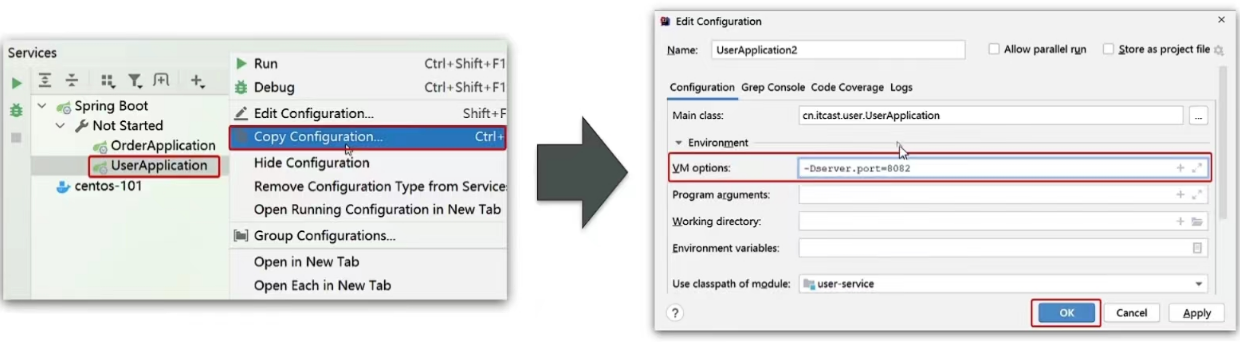 Services
Spring Boot
Not Started
OrderApplication
UserApplication
centos-101
Run Ctrl+Shift+F1
Debug Ctrl+Shift+F1
Edit Configuration... Shift+F
Copy Configuration... Ctrl+
Hide Configuration
Remove Configuration Type from Service
Open Running Configuration in New Tab
Group Configurations...
Open in New Tab
Open Each in New Tab
Edit Configuration
Name: UserApplication2 Allow parallel run Store as project file
Configuration Grep Console Code Coverage Logs
Main class: cn.itcast.user.UserApplication ...
Environment
VM options: -Dserver.port=8082
Program arguments:
Working directory:
Environment variables:
Use classpath of module: user-service
? OK Cancel Apply